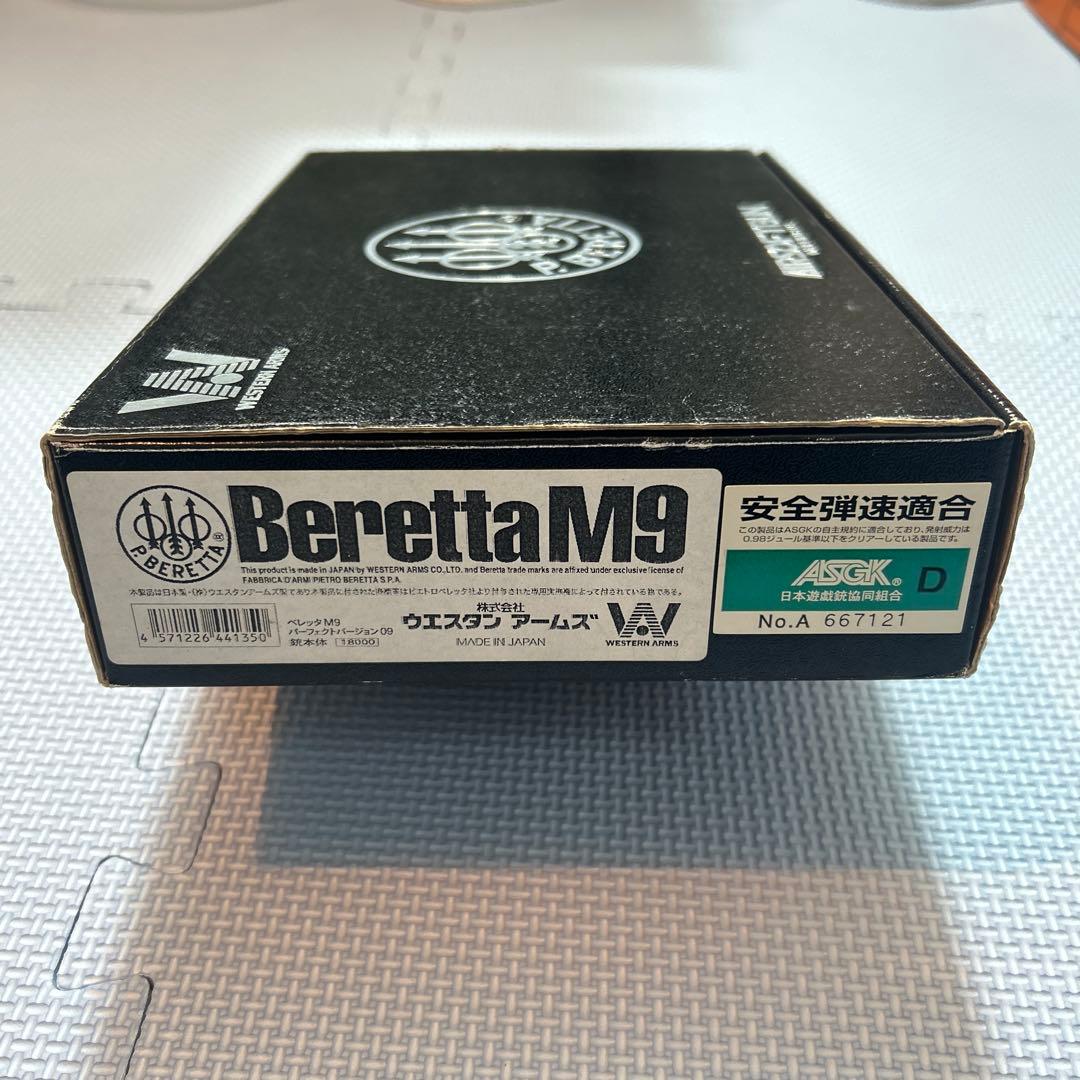 P. BERETTA
WESTERN ARMS
P. BERETTA
Beretta M9
This product is made in JAPAN by WESTERN ARMS CO.,LTD. and Beretta trade marks are affixed under exclusive license of
FABBRICA D'ARMI PIETRO BERETTA S.P.A.
本製品は日本製・(株)ウエスタンアームズ製であり本製品に付された商標等はピエトロベレッタ社より付与された専用実施権によって付されている物である。
4 571226 441350
ベレッタ M9
パーフェクトバージョン 09
銃本体 18000
株式会社
ウエスタン アームズ
MADE IN JAPAN
WESTERN ARMS
安全弾速適合
この製品はASGKの自主規約に適合しており、発射威力は
0.98ジュール基準以下をクリアーしている製品です。
ASGK® D
日本遊戯銃協同組合
No.A 667121